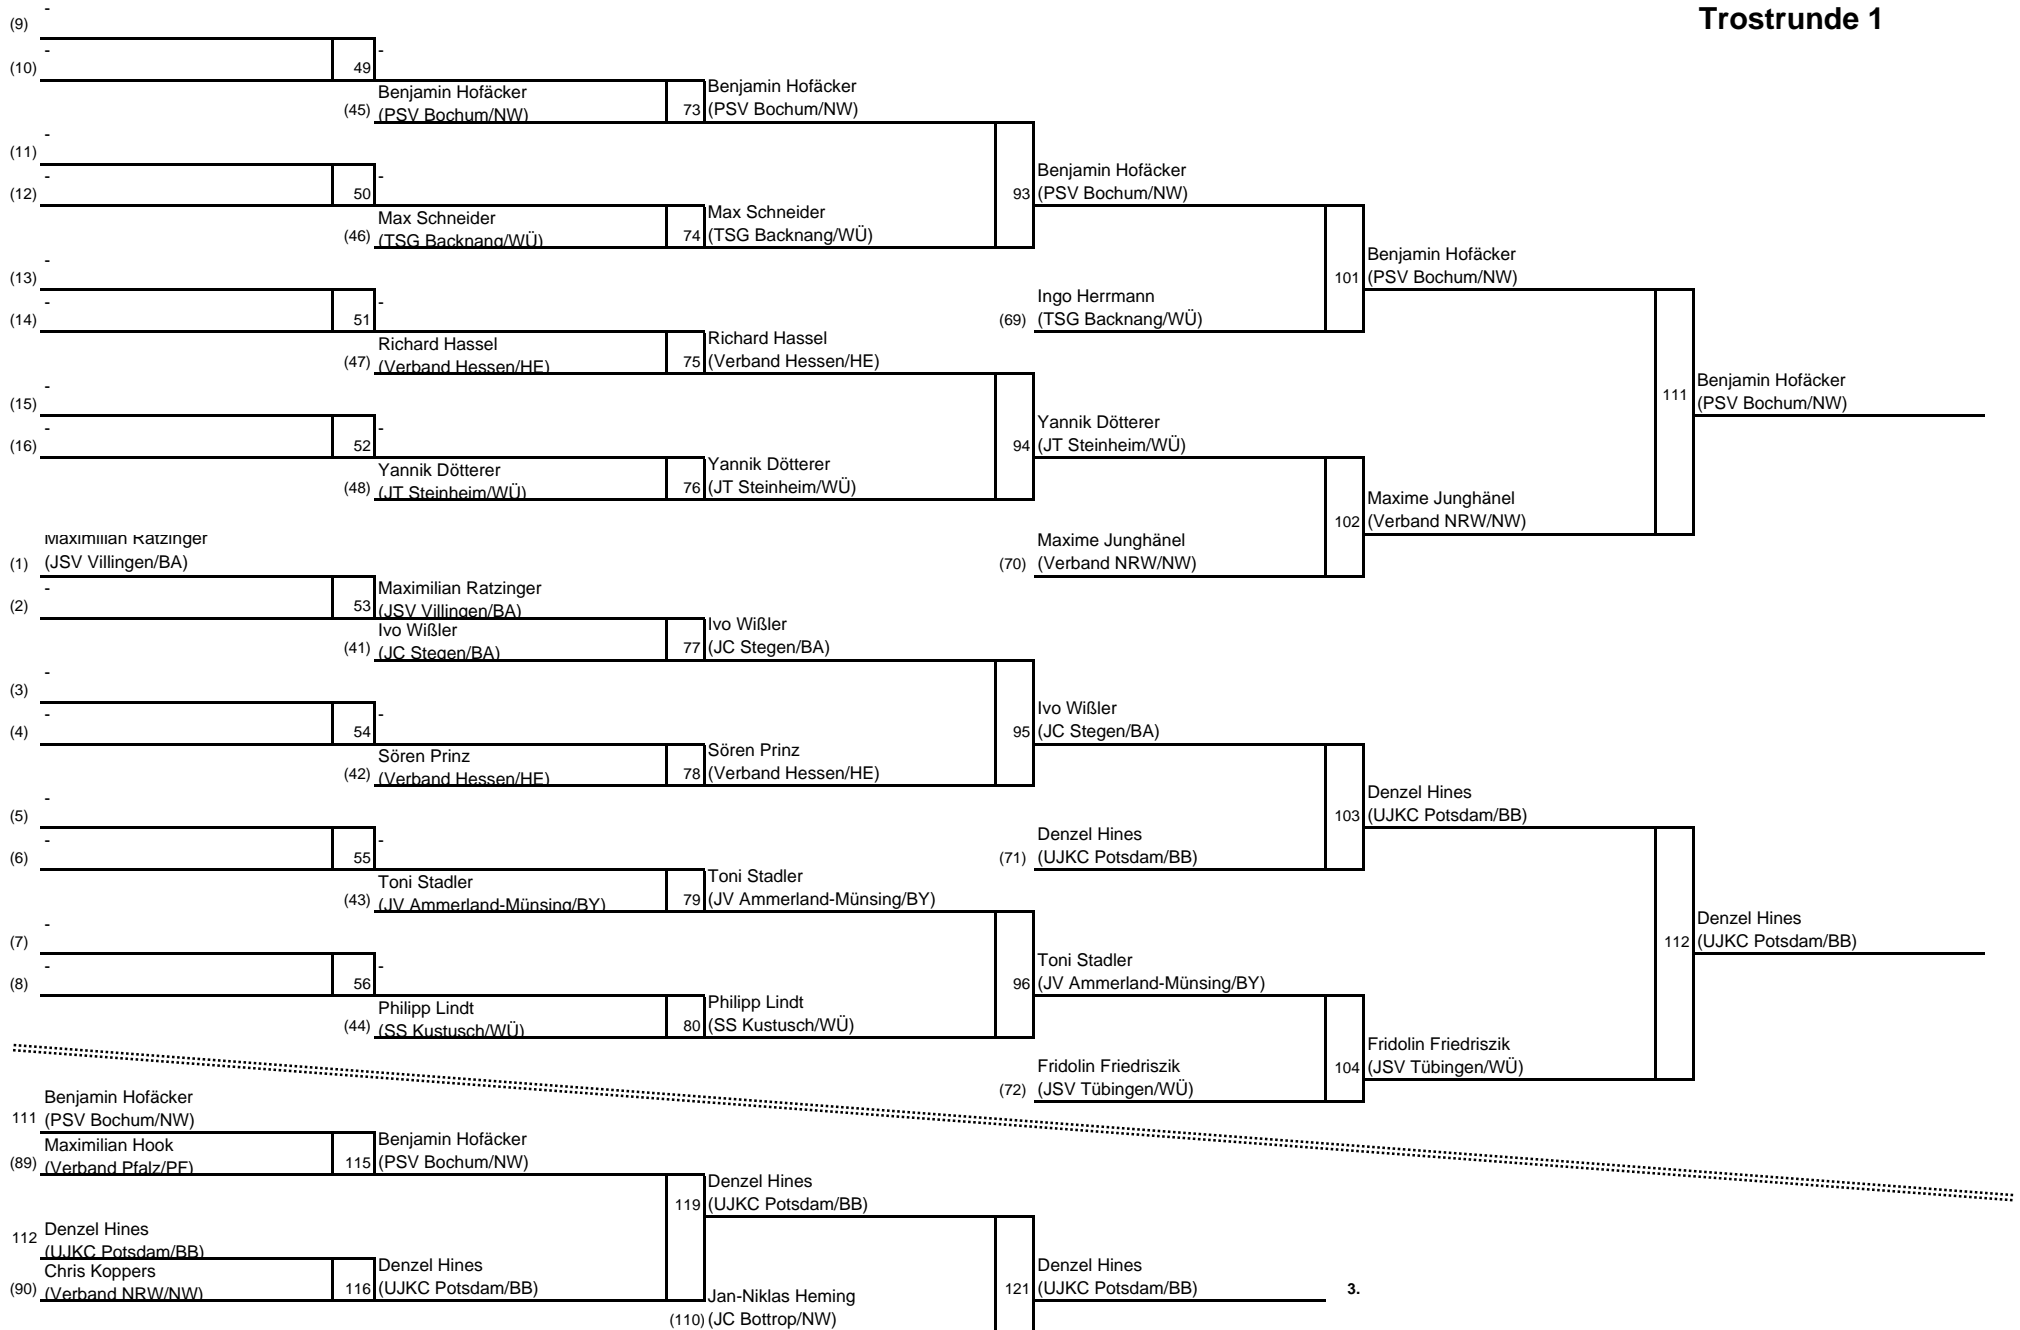 Trostrunde 1
-
(9)
-
(10)
49
-
Benjamin Hofäcker
(45) (PSV Bochum/NW)
73
Benjamin Hofäcker
(PSV Bochum/NW)
-
(11)
-
(12)
50
-
Max Schneider
(46) (TSG Backnang/WÜ)
74
Max Schneider
(TSG Backnang/WÜ)
93
Benjamin Hofäcker
(PSV Bochum/NW)
-
(13)
-
(14)
51
-
Richard Hassel
(47) (Verband Hessen/HE)
75
Richard Hassel
(Verband Hessen/HE)
Ingo Herrmann
(69) (TSG Backnang/WÜ)
101
Benjamin Hofäcker
(PSV Bochum/NW)
-
(15)
-
(16)
52
-
Yannik Dötterer
(48) (JT Steinheim/WÜ)
76
Yannik Dötterer
(JT Steinheim/WÜ)
94
Yannik Dötterer
(JT Steinheim/WÜ)
111
Benjamin Hofäcker
(PSV Bochum/NW)
Maxime Junghänel
(70) (Verband NRW/NW)
102
Maxime Junghänel
(Verband NRW/NW)
Maximilian Ratzinger
(1) (JSV Villingen/BA)
-
(2)
53
Maximilian Ratzinger
(JSV Villingen/BA)
Ivo Wißler
(41) (JC Stegen/BA)
77
Ivo Wißler
(JC Stegen/BA)
-
(3)
-
(4)
54
-
Sören Prinz
(42) (Verband Hessen/HE)
78
Sören Prinz
(Verband Hessen/HE)
95
Ivo Wißler
(JC Stegen/BA)
-
(5)
-
(6)
55
-
Toni Stadler
(43) (JV Ammerland-Münsing/BY)
79
Toni Stadler
(JV Ammerland-Münsing/BY)
Denzel Hines
(71) (UJKC Potsdam/BB)
103
Denzel Hines
(UJKC Potsdam/BB)
-
(7)
-
(8)
56
-
Philipp Lindt
(44) (SS Kustusch/WÜ)
80
Philipp Lindt
(SS Kustusch/WÜ)
96
Toni Stadler
(JV Ammerland-Münsing/BY)
112
Denzel Hines
(UJKC Potsdam/BB)
Fridolin Friedriszik
(72) (JSV Tübingen/WÜ)
104
Fridolin Friedriszik
(JSV Tübingen/WÜ)
Benjamin Hofäcker
111 (PSV Bochum/NW)
Maximilian Hook
(89) (Verband Pfalz/PF)
115
Benjamin Hofäcker
(PSV Bochum/NW)
Denzel Hines
112 (UJKC Potsdam/BB)
Chris Koppers
(90) (Verband NRW/NW)
116
Denzel Hines
(UJKC Potsdam/BB)
119
Denzel Hines
(UJKC Potsdam/BB)
Jan-Niklas Heming
(110) (JC Bottrop/NW)
121
Denzel Hines
(UJKC Potsdam/BB)
3.